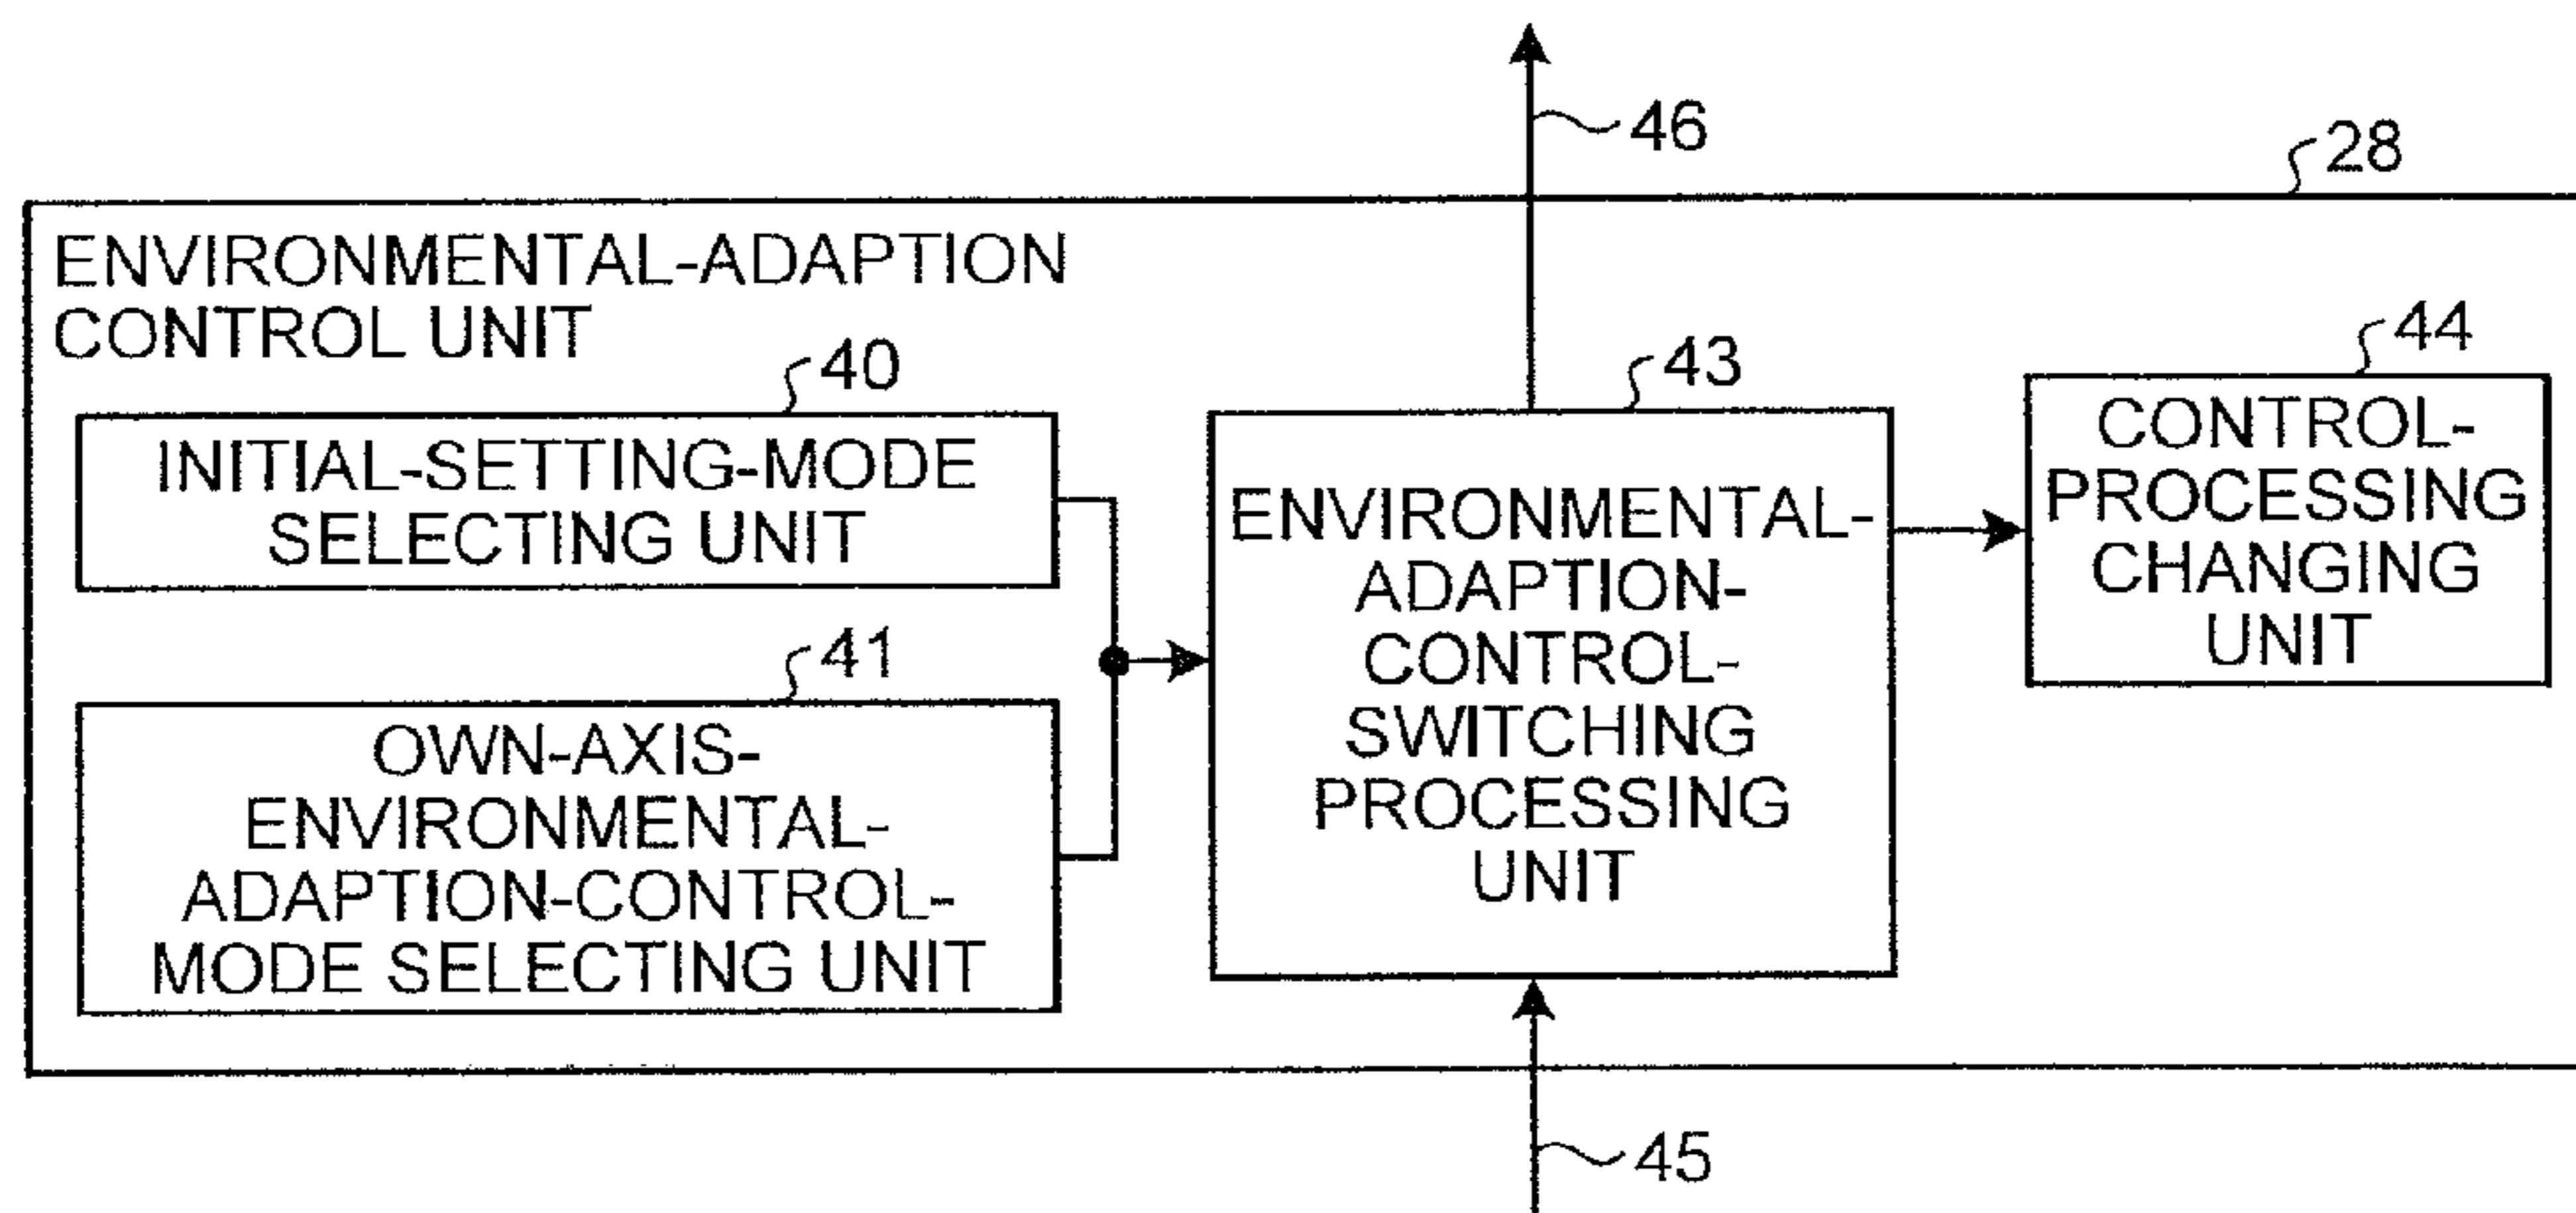 46
28
ENVIRONMENTAL-ADAPTION
CONTROL UNIT
40
INITIAL-SETTING-MODE
SELECTING UNIT
41
OWN-AXIS-
ENVIRONMENTAL-
ADAPTION-CONTROL-
MODE SELECTING UNIT
43
ENVIRONMENTAL-
ADAPTION-
CONTROL-
SWITCHING
PROCESSING
UNIT
44
CONTROL-
PROCESSING
CHANGING
UNIT
45